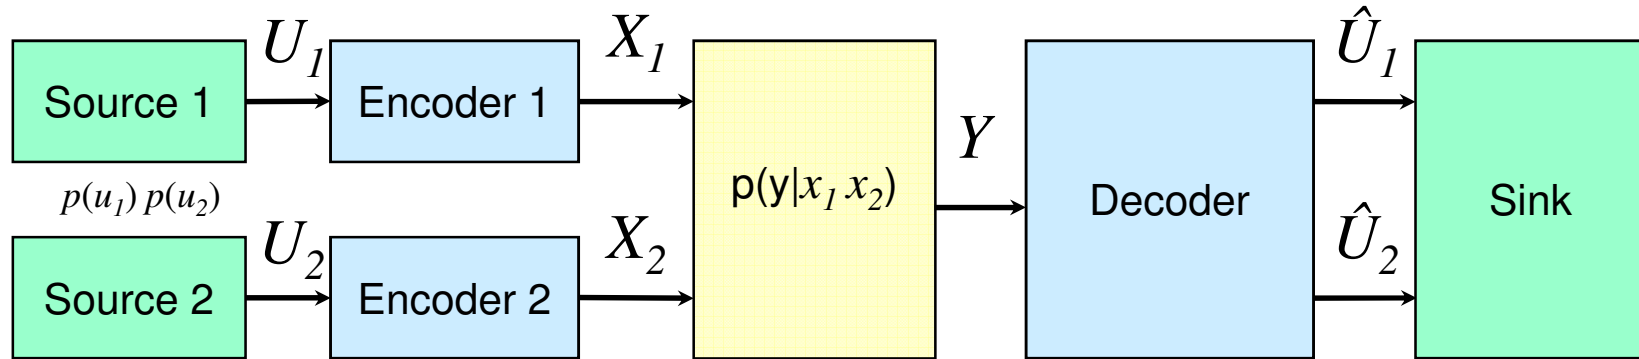 U₁ X₁ Û₁
Source 1 Encoder 1
p(u₁) p(u₂) p(y|x₁ x₂) Y Decoder Sink
U₂ X₂ Û₂
Source 2 Encoder 2